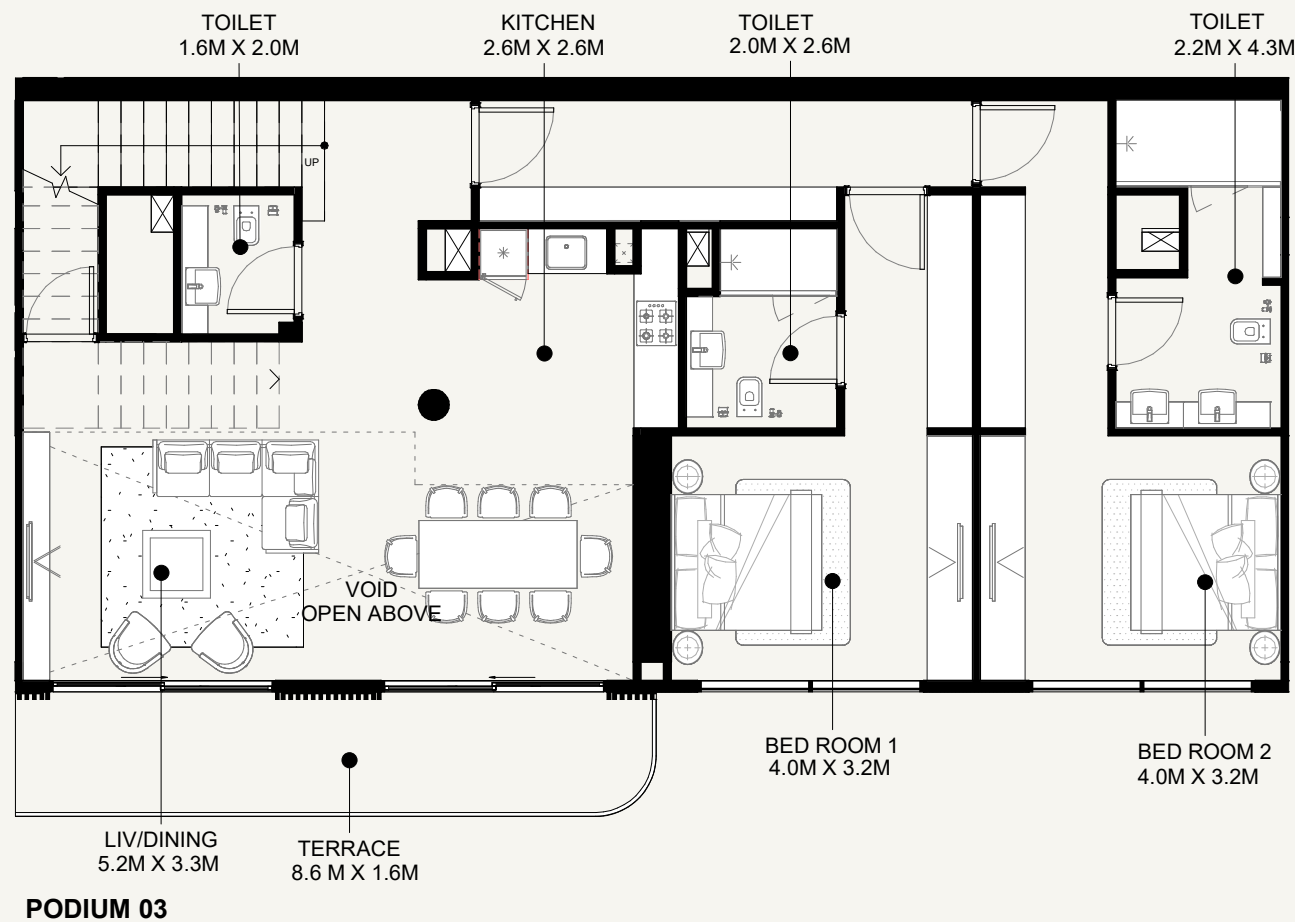 TOILET
1.6M X 2.0M
KITCHEN
2.6M X 2.6M
TOILET
2.0M X 2.6M
TOILET
2.2M X 4.3M
UP
VOID
OPEN ABOVE
BED ROOM 1
4.0M X 3.2M
BED ROOM 2
4.0M X 3.2M
LIV/DINING
5.2M X 3.3M
TERRACE
8.6 M X 1.6M
PODIUM 03